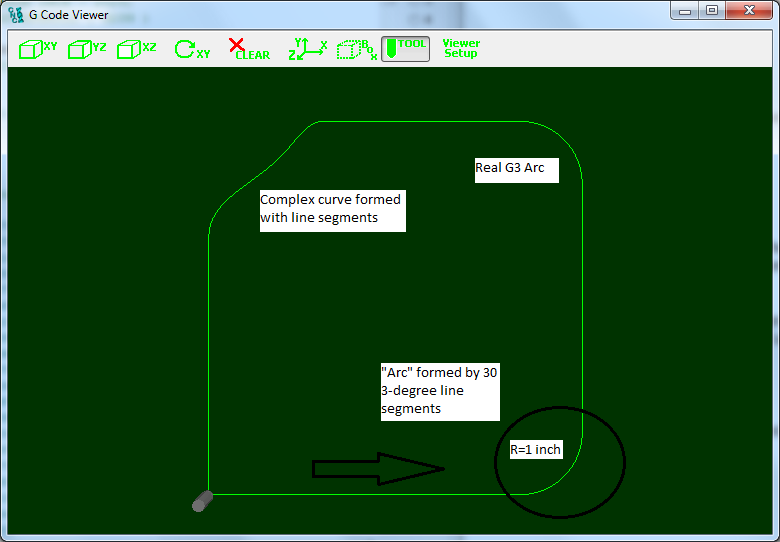 G Code Viewer
XY
YZ
XZ
XY
CLEAR
Y
Z
X
Box
TOOL
Viewer
Setup
Real G3 Arc
Complex curve formed
with line segments
"Arc" formed by 30
3-degree line
segments
R=1 inch